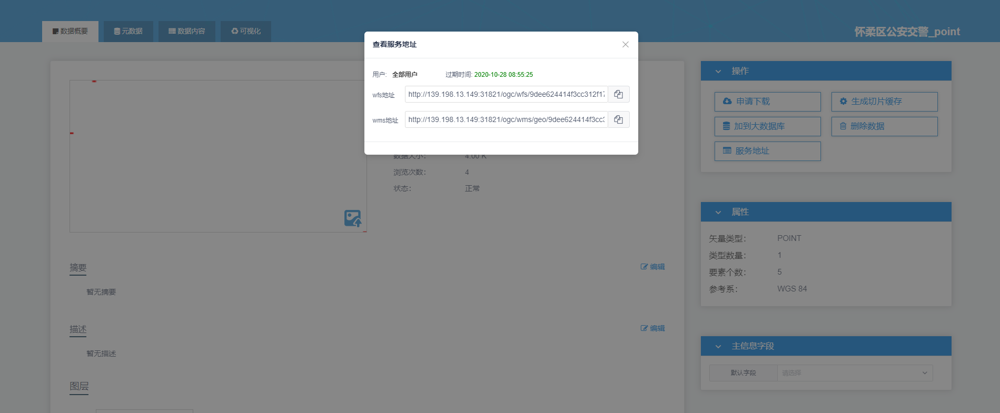 数据概要
元数据
数据内容
可视化
怀柔区公安交警_point
查看服务地址
用户: 全部用户 过期时间: 2020-10-28 08:55:25
wfs地址 http://139.198.13.149:31821/ogc/wfs/9dee624414f3cc312f17
wms地址 http://139.198.13.149:31821/ogc/wms/geo/9dee624414f3cc3
数据大小: 4.00 K
浏览次数: 4
状态: 正常
摘要
编辑
暂无摘要
描述
编辑
暂无描述
图层
操作
申请下载
生成切片缓存
加到大数据库
删除数据
服务地址
属性
矢量类型: POINT
类型数量: 1
要素个数: 5
参考系: WGS 84
主信息字段
默认字段 请选择